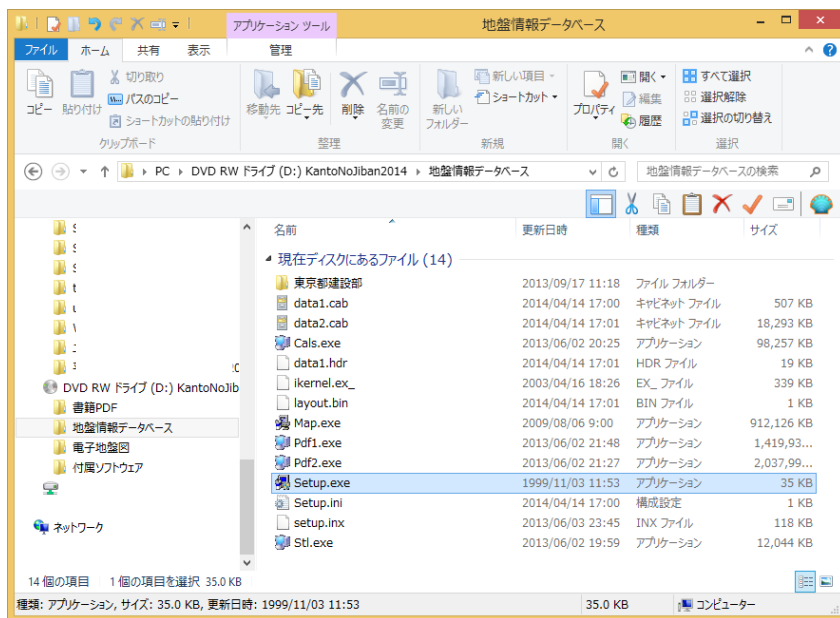 アプリケーション ツール
地盤情報データベース
ファイル ホーム 共有 表示 管理
コピー
貼り付け
切り取り
パスのコピー
ショートカットの貼り付け
クリップボード
移動先
コピー先
削除
名前の
変更
整理
新しい
フォルダー
新しい項目
ショートカット
新規
プロパティ
開く
編集
履歴
開く
すべて選択
選択解除
選択の切り替え
選択
PC DVD RW ドライブ (D:) KantoNoJiban2014 地盤情報データベース
地盤情報データベースの検索
DVD RW ドライブ (D:) KantoNoJib
書籍PDF
地盤情報データベース
電子地盤図
付属ソフトウェア
ネットワーク
名前 更新日時 種類 サイズ
現在ディスクにあるファイル (14)
東京都建設部 2013/09/17 11:18 ファイル フォルダー
data1.cab 2014/04/14 17:00 キャビネット ファイル 507 KB
data2.cab 2014/04/14 17:01 キャビネット ファイル 18,293 KB
Cals.exe 2013/06/02 20:25 アプリケーション 98,257 KB
data1.hdr 2014/04/14 17:01 HDR ファイル 19 KB
ikernel.ex_ 2003/04/16 18:26 EX_ ファイル 339 KB
layout.bin 2014/04/14 17:01 BIN ファイル 1 KB
Map.exe 2009/08/06 9:00 アプリケーション 912,126 KB
Pdf1.exe 2013/06/02 21:48 アプリケーション 1,419,93...
Pdf2.exe 2013/06/02 21:27 アプリケーション 2,037,99...
Setup.exe 1999/11/03 11:53 アプリケーション 35 KB
Setup.ini 2014/04/14 17:00 構成設定 1 KB
setup.inx 2013/06/03 23:45 INX ファイル 118 KB
Stl.exe 2013/06/02 19:59 アプリケーション 12,044 KB
14 個の項目 1 個の項目を選択 35.0 KB
種類: アプリケーション, サイズ: 35.0 KB, 更新日時: 1999/11/03 11:53 35.0 KB コンピューター